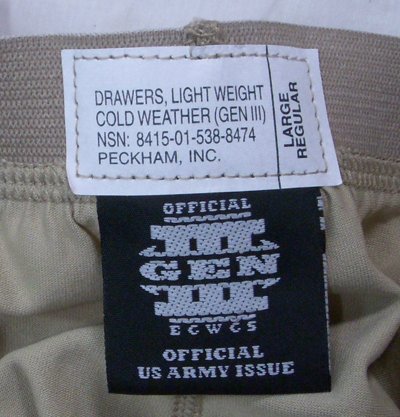 DRAWERS, LIGHT WEIGHT
COLD WEATHER (GEN III)
NSN: 8415-01-538-8474
PECKHAM, INC.
LARGE
REGULAR
OFFICIAL
III
GEN
III
ECWCS
OFFICIAL
US ARMY ISSUE